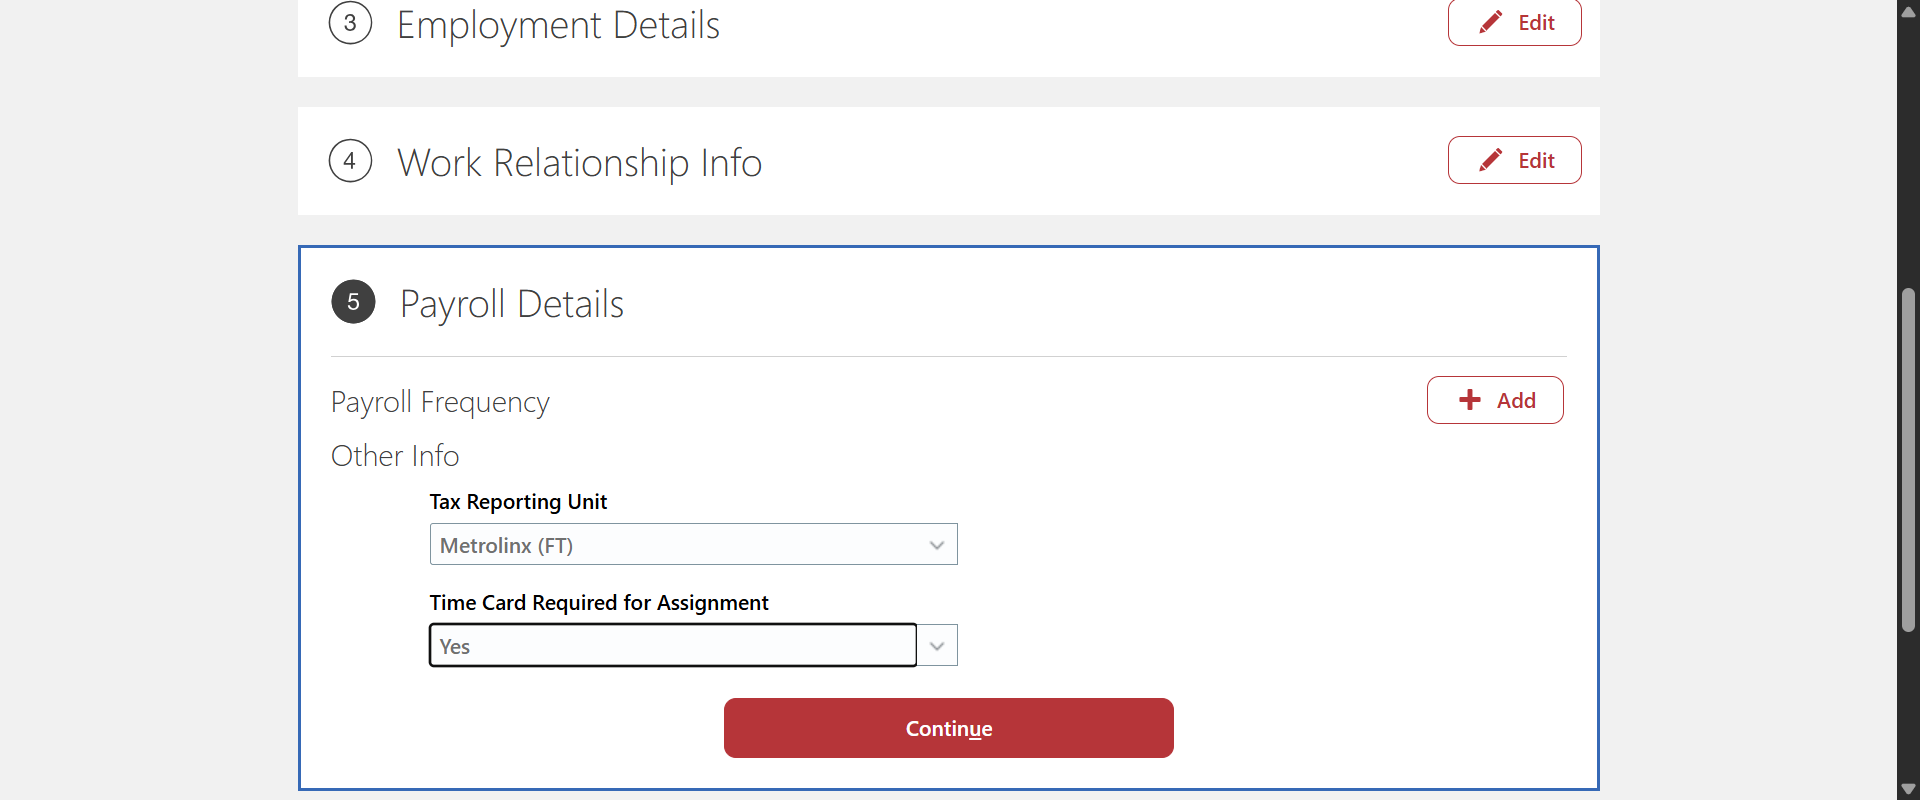 3 Employment Details
Edit
4 Work Relationship Info
Edit
5 Payroll Details
Payroll Frequency
Add
Other Info
Tax Reporting Unit
Metrolinx (FT)
Time Card Required for Assignment
Yes
Continue